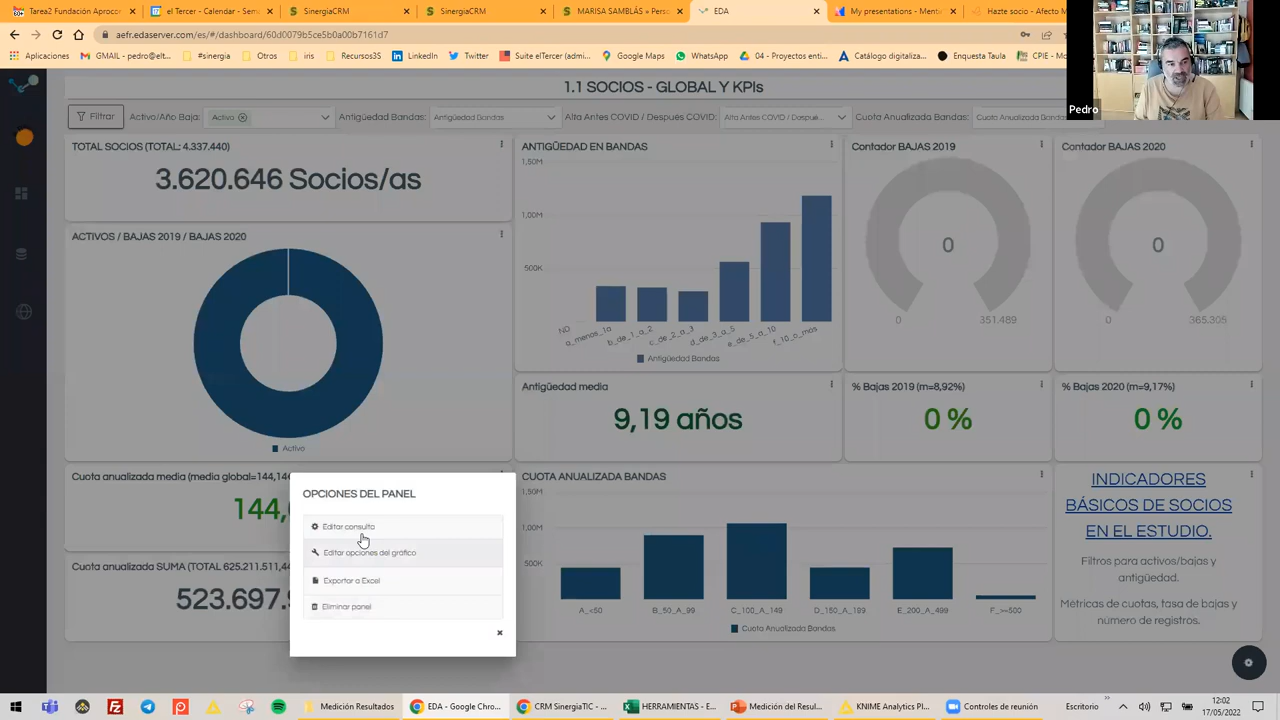 Tarea2 Fundación Aproco
el Tercer - Calendar - Sem
SinergiaCRM
SinergiaCRM
MARISA SAMBLÁS » Perso
EDA
My presentations - Menti
Hazte socio - Afecto M
aefr.edaserver.com/es/#/dashboard/60d0079b5ce5b0a00b7161d7
Aplicaciones
GMAIL - pedro@elt...
#sinergia
Otros
iris
Recursos3S
LinkedIn
Twitter
Suite elTercer (admi...
Google Maps
WhatsApp
04 - Proyectos enti...
Catálogo digitaliza...
Enquesta Taula
CPIE - Mo
Pedro
1.1 SOCIOS - GLOBAL Y KPIs
Filtrar
Activo/Año Baja:
Activo
Antigüedad Bandas:
Antigüedad Bandas
Alta Antes COVID / Después COVID:
Alta Antes COVID / Despué...
Cuota Anualizada Bandas:
Cuota Anualizada Bandas
TOTAL SOCIOS (TOTAL: 4.337.440)
3.620.646 Socios/as
ANTIGÜEDAD EN BANDAS
1,50M
1,00M
500K
ND
a_menos_1a
b_de_1_a_2
c_de_2_a_3
d_de_3_a_5
e_de_5_a_10
f_10_o_mas
Antigüedad Bandas
Contador BAJAS 2019
0
0
351.489
Contador BAJAS 2020
0
0
365.305
ACTIVOS / BAJAS 2019 / BAJAS 2020
Activo
Antigüedad media
9,19 años
% Bajas 2019 (m=8,92%)
0 %
% Bajas 2020 (m=9,17%)
0 %
Cuota anualizada media (media global=144,14
144,
Cuota anualizada SUMA (TOTAL 625.211.511,4
523.697.9
OPCIONES DEL PANEL
Editar consulta
Editar opciones del gráfico
Exportar a Excel
Eliminar panel
CUOTA ANUALIZADA BANDAS
1,50M
1,00M
500K
A_<50
B_50_A_99
C_100_A_149
D_150_A_199
E_200_A_499
F_>=500
Cuota Anualizada Bandas
INDICADORES
BÁSICOS DE SOCIOS
EN EL ESTUDIO.
Filtros para activos/bajas y
antigüedad.
Métricas de cuotas, tasa de bajas y
número de registros.
Medición Resultados
EDA - Google Chro...
CRM SinergiaTIC - ...
HERRAMIENTAS - E...
Medición del Resul...
KNIME Analytics Pl...
Controles de reunión
Escritorio
12:02
17/05/2022